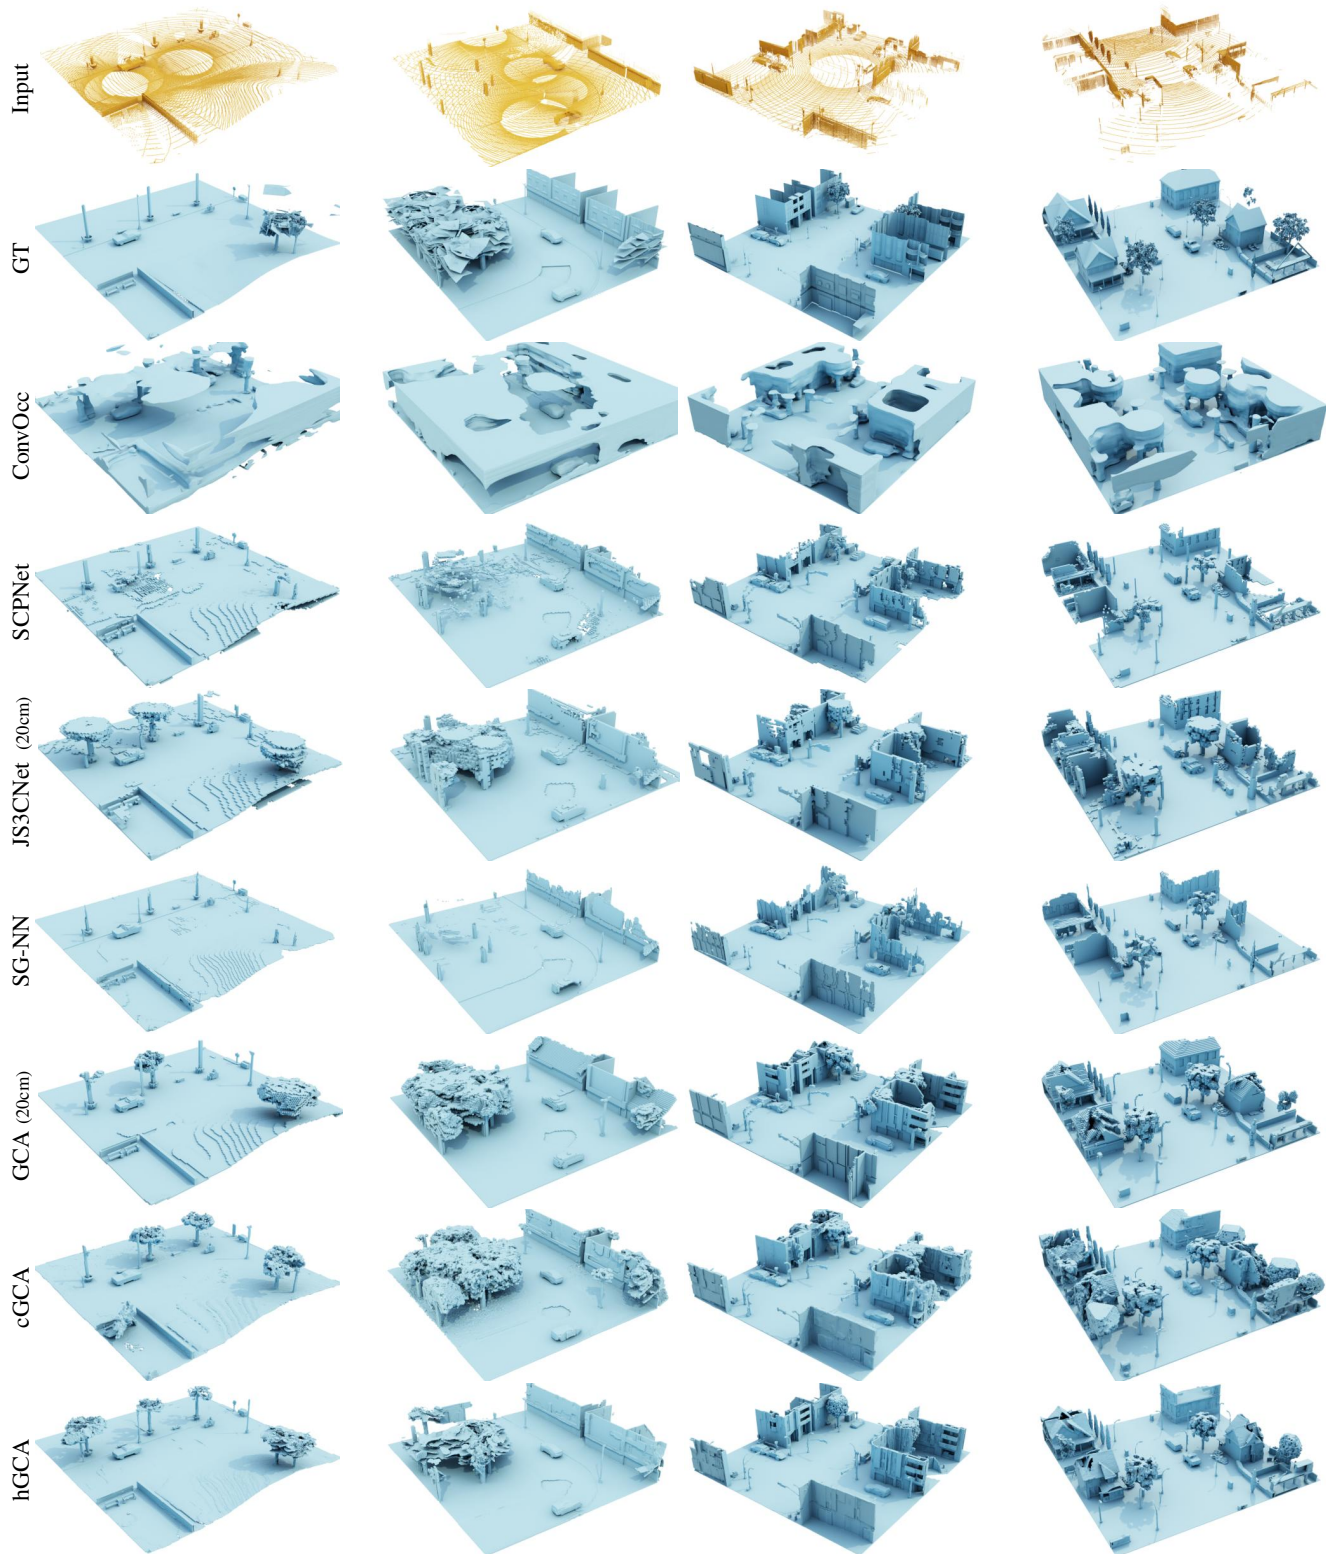 Input
GT
ConvOcc
SCPNet
JS3CNet (20cm)
SG-NN
GCA (20cm)
cGCA
hGCA